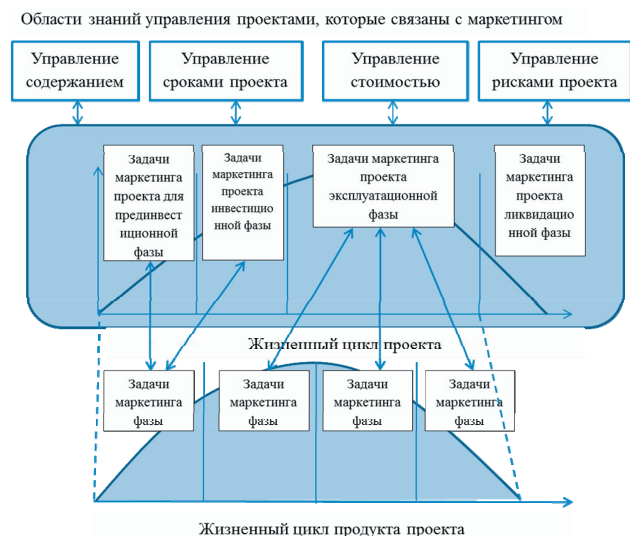 Области знаний управления проектами, которые связаны с маркетингом
Управление
содержанием
Управление
сроками проекта
Управление
стоимостью
Управление
рисками проекта
Задачи
маркетинга
проекта для
прединвест
иционной
фазы
Задачи
маркетинга
проекта
инвестицио
нной фазы
Задачи маркетинга
проекта
эксплуатационной
фазы
Задачи
маркетинга
проекта
ликвидацио
нной фазы
Жизненный цикл проекта
Задачи
маркетинга
фазы
Задачи
маркетинга
фазы
Задачи
маркетинга
фазы
Задачи
маркетинга
фазы
Жизненный цикл продукта проекта